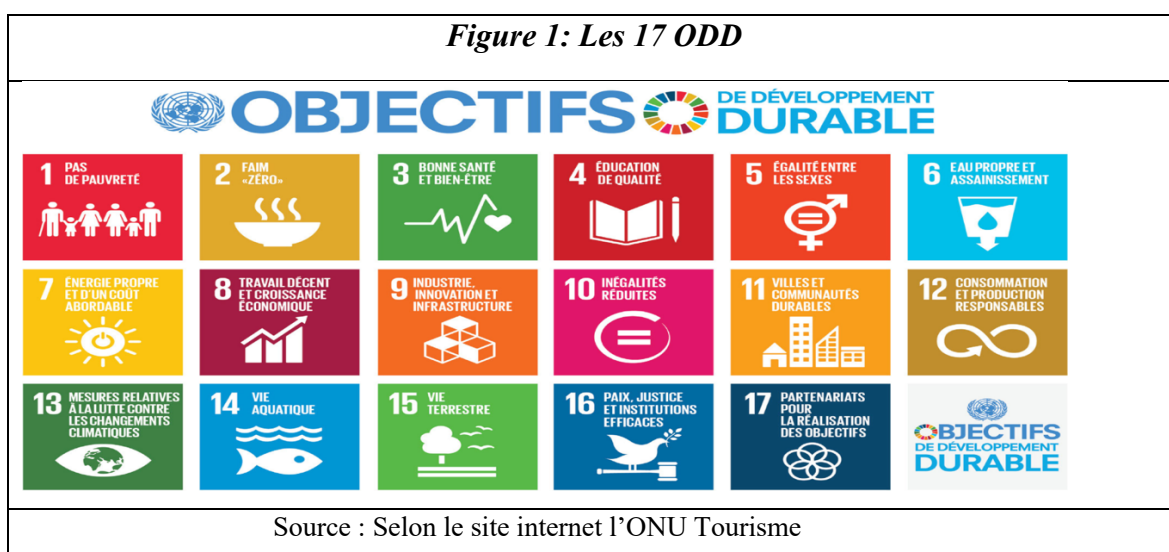 Figure 1: Les 17 ODD
OBJECTIFS DE DÉVELOPPEMENT
DURABLE
1 PAS
DE PAUVRETÉ
2 FAIM
«ZÉRO»
3 BONNE SANTÉ
ET BIEN-ÊTRE
4 ÉDUCATION
DE QUALITÉ
5 ÉGALITÉ ENTRE
LES SEXES
6 EAU PROPRE ET
ASSAINISSEMENT
7 ÉNERGIE PROPRE
ET D'UN COÛT
ABORDABLE
8 TRAVAIL DÉCENT
ET CROISSANCE
ÉCONOMIQUE
9 INDUSTRIE,
INNOVATION ET
INFRASTRUCTURE
10 INÉGALITÉS
RÉDUITES
11 VILLES ET
COMMUNAUTÉS
DURABLES
12 CONSOMMATION
ET PRODUCTION
RESPONSABLES
13 MESURES RELATIVES
À LA LUTTE CONTRE
LES CHANGEMENTS
CLIMATIQUES
14 VIE
AQUATIQUE
15 VIE
TERRESTRE
16 PAIX, JUSTICE
ET INSTITUTIONS
EFFICACES
17 PARTENARIATS
POUR
LA RÉALISATION
DES OBJECTIFS
OBJECTIFS
DE DÉVELOPPEMENT
DURABLE
Source : Selon le site internet l’ONU Tourisme